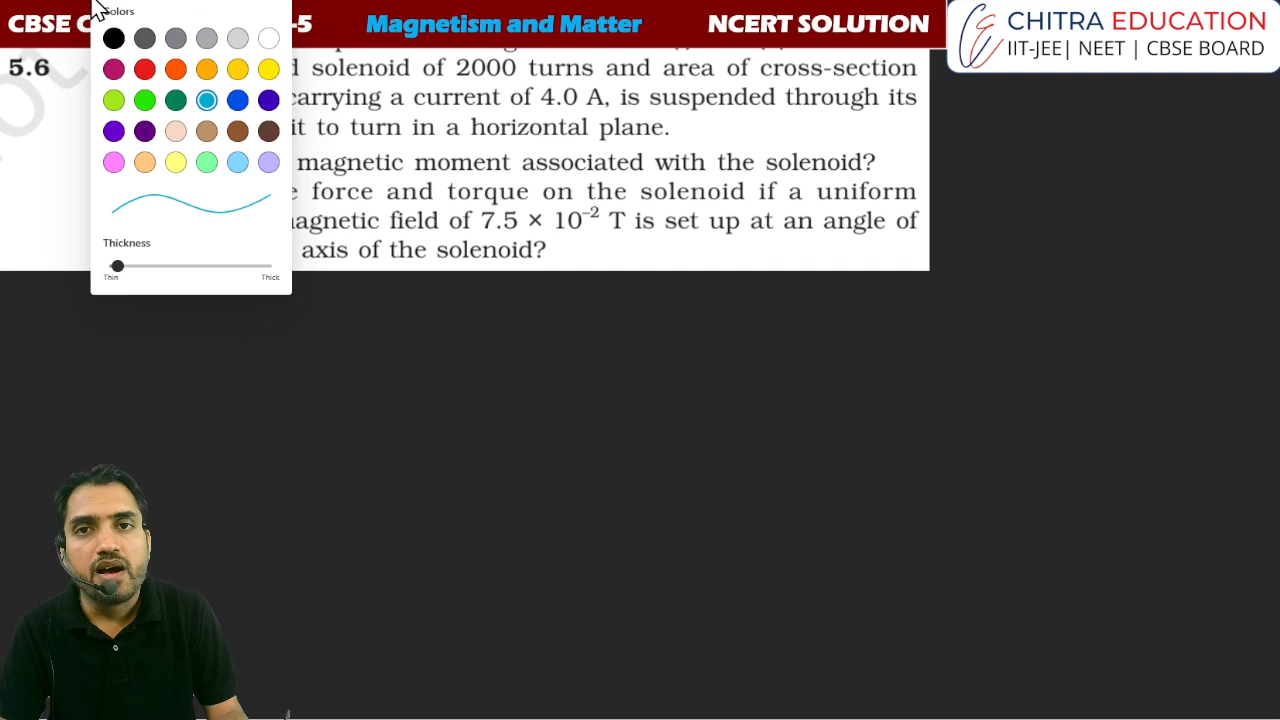 CBSE C
-5
Magnetism and Matter
NCERT SOLUTION
CHITRA EDUCATION
IIT-JEE| NEET | CBSE BOARD
Colors
5.6
solenoid of 2000 turns and area of cross-section
carrying a current of 4.0 A, is suspended through its
it to turn in a horizontal plane.
magnetic moment associated with the solenoid?
force and torque on the solenoid if a uniform
magnetic field of 7.5 × 10⁻² T is set up at an angle of
axis of the solenoid?
Thickness
Thin
Thick